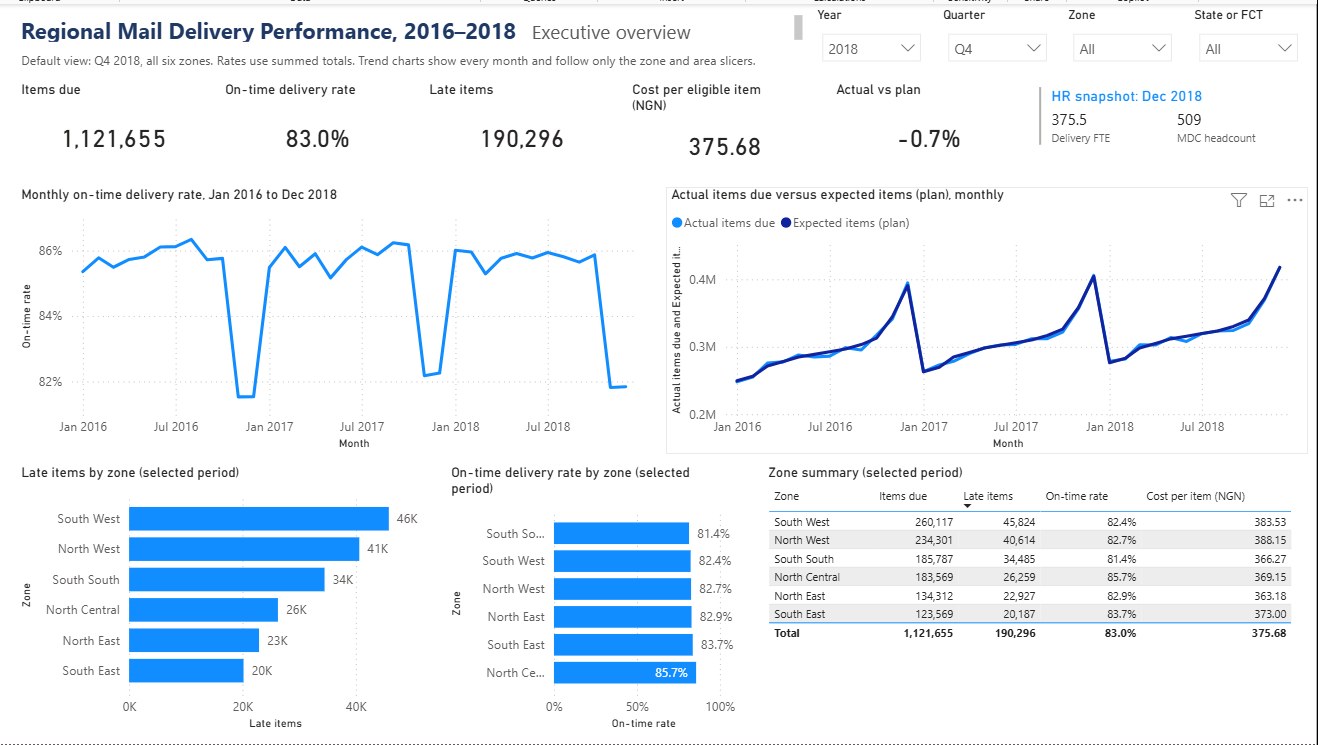 Regional Mail Delivery Performance, 2016–2018 Executive overview
Default view: Q4 2018, all six zones. Rates use summed totals. Trend charts show every month and follow only the zone and area slicers.
Year
2018
Quarter
Q4
Zone
All
State or FCT
All
Items due
1,121,655
On-time delivery rate
83.0%
Late items
190,296
Cost per eligible item
(NGN)
375.68
Actual vs plan
-0.7%
HR snapshot: Dec 2018
375.5
Delivery FTE
509
MDC headcount
Monthly on-time delivery rate, Jan 2016 to Dec 2018
On-time rate
86%
84%
82%
Jan 2016 Jul 2016 Jan 2017 Jul 2017 Jan 2018 Jul 2018
Month
Actual items due versus expected items (plan), monthly
Actual items due Expected items (plan)
Actual items due and Expected it...
0.4M
0.3M
0.2M
Jan 2016 Jul 2016 Jan 2017 Jul 2017 Jan 2018 Jul 2018
Month
Late items by zone (selected period)
Zone
South West 46K
North West 41K
South South 34K
North Central 26K
North East 23K
South East 20K
0K 20K 40K
Late items
On-time delivery rate by zone (selected
period)
Zone
South So... 81.4%
South West 82.4%
North West 82.7%
North East 82.9%
South East 83.7%
North Ce... 85.7%
0% 50% 100%
On-time rate
Zone summary (selected period)
Zone Items due Late items On-time rate Cost per item (NGN)
South West 260,117 45,824 82.4% 383.53
North West 234,301 40,614 82.7% 388.15
South South 185,787 34,485 81.4% 366.27
North Central 183,569 26,259 85.7% 369.15
North East 134,312 22,927 82.9% 363.18
South East 123,569 20,187 83.7% 373.00
Total 1,121,655 190,296 83.0% 375.68